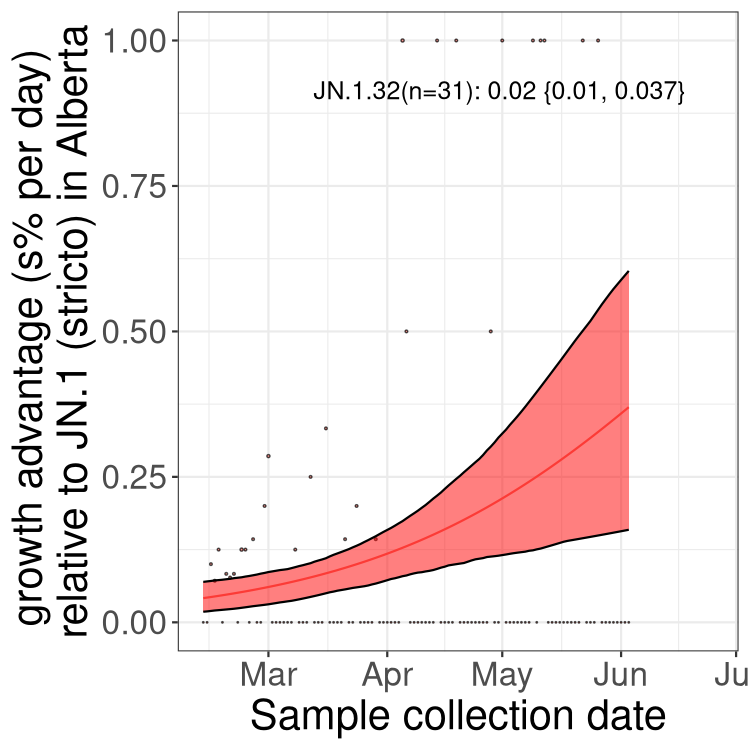 growth advantage (s% per day)
relative to JN.1 (stricto) in Alberta
1.00
0.75
0.50
0.25
0.00
JN.1.32(n=31): 0.02 {0.01, 0.037}
Mar Apr May Jun Ju
Sample collection date